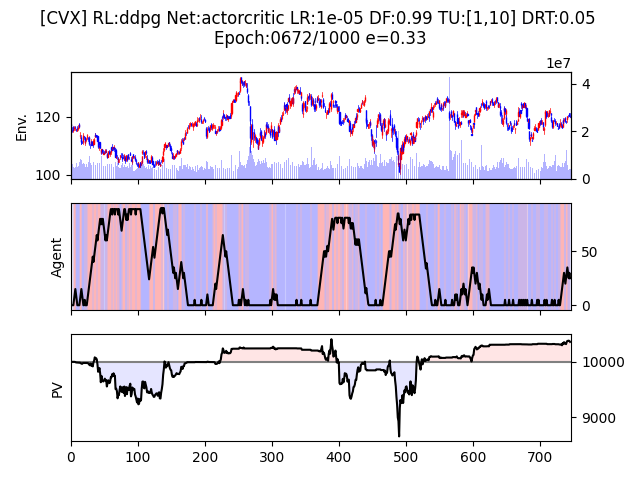 [CVX] RL:ddpg Net:actorcritic LR:1e-05 DF:0.99 TU:[1,10] DRT:0.05
Epoch:0672/1000 e=0.33
1e7
Env.
120
100
4
2
0
Agent
50
0
PV
10000
9000
0 100 200 300 400 500 600 700